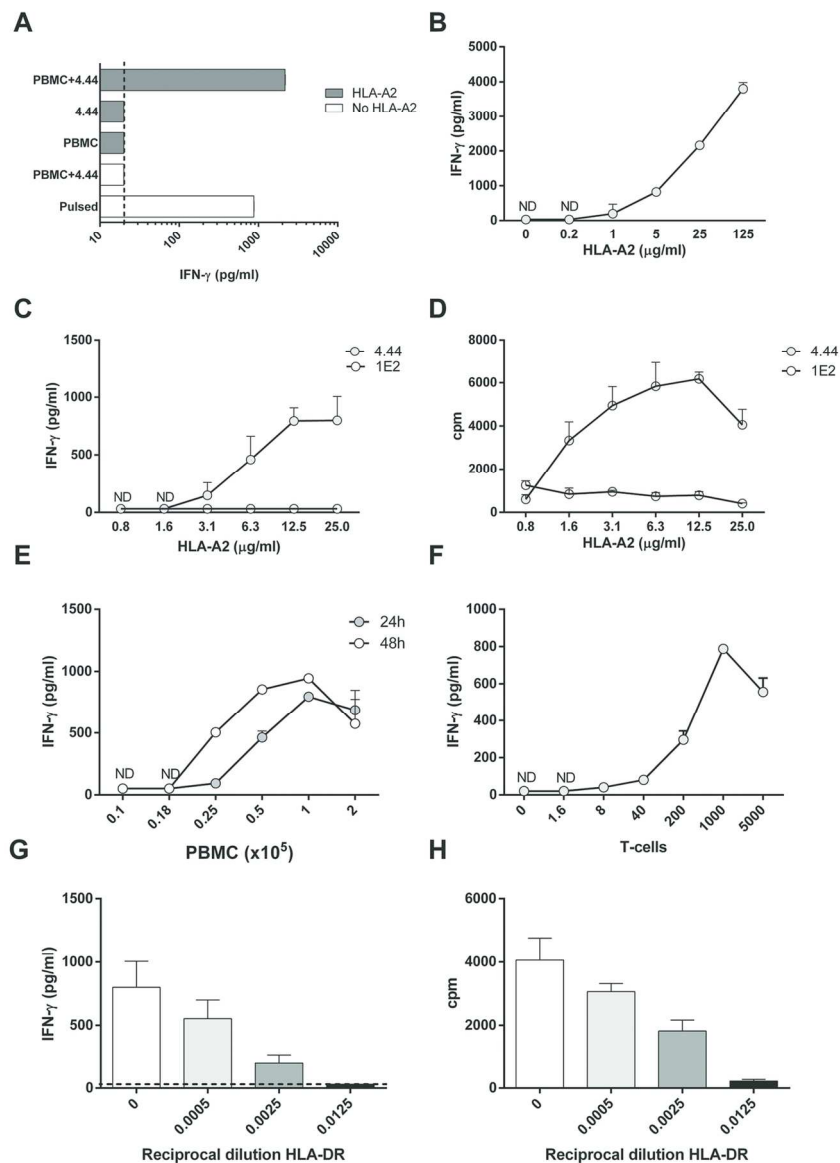 A
PBMC+4.44
4.44
PBMC
PBMC+4.44
Pulsed
10
100
1000
10000
IFN-γ (pg/ml)
HLA-A2
No HLA-A2
B
IFN-γ (pg/ml)
5000
4000
3000
2000
1000
0
ND
ND
0
0.2
1
5
25
125
HLA-A2 (μg/ml)
C
IFN-γ (pg/ml)
1500
1000
500
0
ND
ND
0.8
1.6
3.1
6.3
12.5
25.0
HLA-A2 (μg/ml)
4.44
1E2
D
cpm
8000
6000
4000
2000
0
0.8
1.6
3.1
6.3
12.5
25.0
HLA-A2 (μg/ml)
4.44
1E2
E
IFN-γ (pg/ml)
1500
1000
500
0
ND
ND
0.1
0.18
0.25
0.5
1
2
PBMC (x10⁵)
24h
48h
F
IFN-γ (pg/ml)
1000
800
600
400
200
0
ND
ND
0
1.6
8
40
200
1000
5000
T-cells
G
IFN-γ (pg/ml)
1500
1000
500
0
0
0.0005
0.0025
0.0125
Reciprocal dilution HLA-DR
H
cpm
6000
4000
2000
0
0
0.0005
0.0025
0.0125
Reciprocal dilution HLA-DR